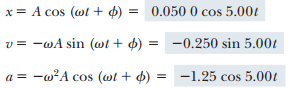 x = A cos (ωt + ϕ) = 0.050 0 cos 5.00t
v = −ωA sin (ωt + ϕ) = −0.250 sin 5.00t
a = −ω²A cos (ωt + ϕ) = −1.25 cos 5.00t